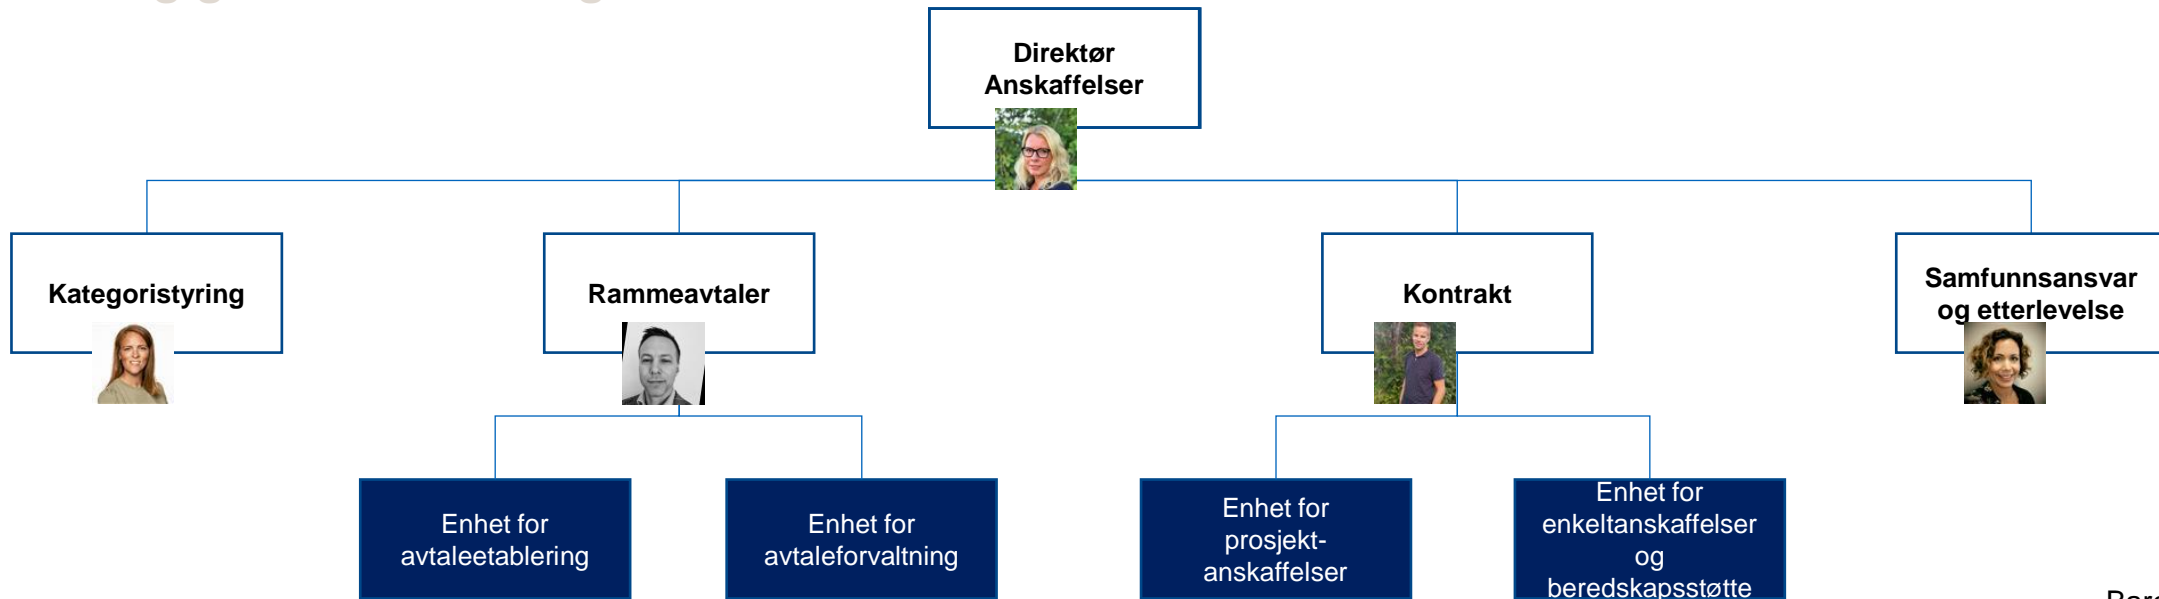 Direktør
Anskaffelser
Kategoristyring
Rammeavtaler
Kontrakt
Samfunnsansvar
og etterlevelse
Enhet for
avtaleetablering
Enhet for
avtaleforvaltning
Enhet for
prosjekt-
anskaffelser
Enhet for
enkeltanskaffelser
og
beredskapsstøtte